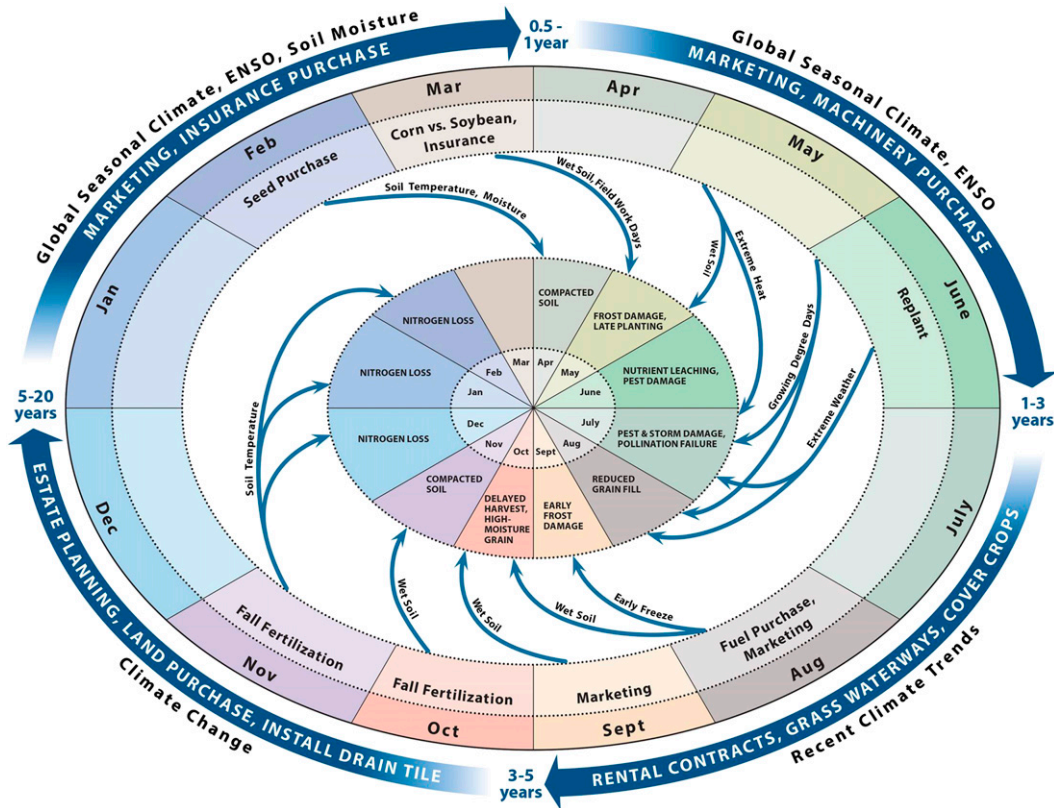 Global Seasonal Climate, ENSO, Soil Moisture
MARKETING, INSURANCE PURCHASE
0.5 -
1 year
Global Seasonal Climate, ENSO
MARKETING, MACHINERY PURCHASE
1-3
years
RENTAL CONTRACTS, GRASS WATERWAYS, COVER CROPS
Recent Climate Trends
3-5
years
ESTATE PLANNING, LAND PURCHASE, INSTALL DRAIN TILE
Climate Change
5-20
years
Jan
Feb
Seed Purchase
Mar
Corn vs. Soybean,
Insurance
Apr
May
June
Replant
July
Aug
Fuel Purchase,
Marketing
Sept
Marketing
Oct
Fall Fertilization
Nov
Fall Fertilization
Dec
Soil Temperature, Moisture
Wet Soil, Field Work Days
Wet Soil
Extreme Heat
Growing Degree Days
Extreme Weather
Early Freeze
Wet Soil
Wet Soil
Wet Soil
Soil Temperature
COMPACTED
SOIL
FROST DAMAGE,
LATE PLANTING
NUTRIENT LEACHING,
PEST DAMAGE
PEST & STORM DAMAGE,
POLLINATION FAILURE
REDUCED
GRAIN FILL
EARLY
FROST
DAMAGE
DELAYED
HARVEST,
HIGH-
MOISTURE
GRAIN
COMPACTED
SOIL
NITROGEN LOSS
NITROGEN LOSS
NITROGEN LOSS
Mar
Apr
May
June
July
Aug
Sept
Oct
Nov
Dec
Jan
Feb